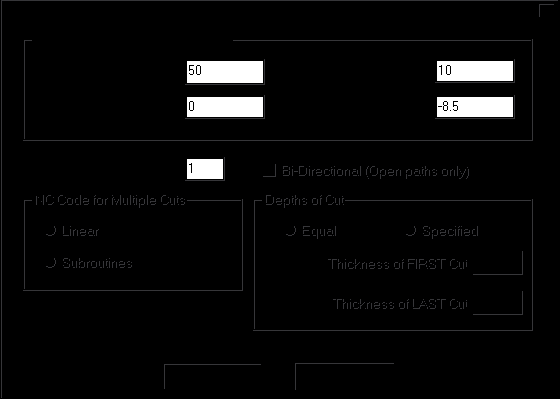 50 10
0 -8.5
1 Bi-Directional (Open paths only)
NC Code for Multiple Cuts
Linear
Subroutines
Depths of Cut
Equal Specified
Thickness of FIRST Cut
Thickness of LAST Cut